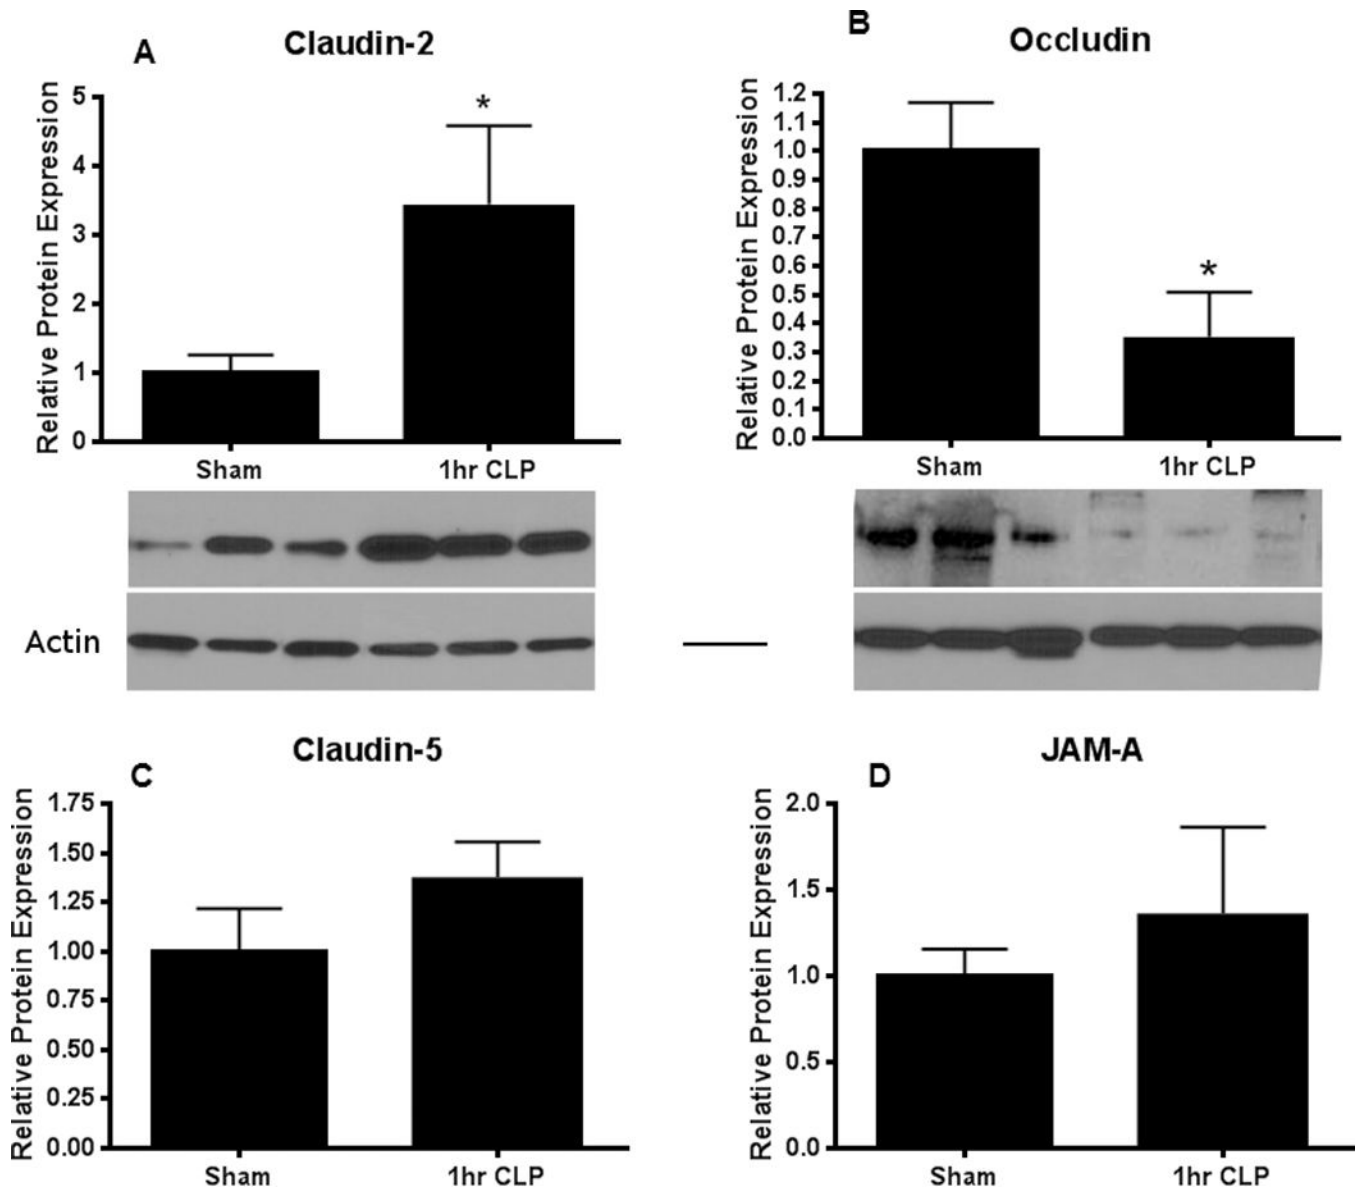 A
Claudin-2
Relative Protein Expression
5
4
3
2
1
0
*
Sham
1hr CLP
B
Occludin
Relative Protein Expression
1.2
1.1
1.0
0.9
0.8
0.7
0.6
0.5
0.4
0.3
0.2
0.1
0.0
*
Sham
1hr CLP
Actin
C
Claudin-5
Relative Protein Expression
1.75
1.50
1.25
1.00
0.75
0.50
0.25
0.00
Sham
1hr CLP
D
JAM-A
Relative Protein Expression
2.0
1.5
1.0
0.5
0.0
Sham
1hr CLP